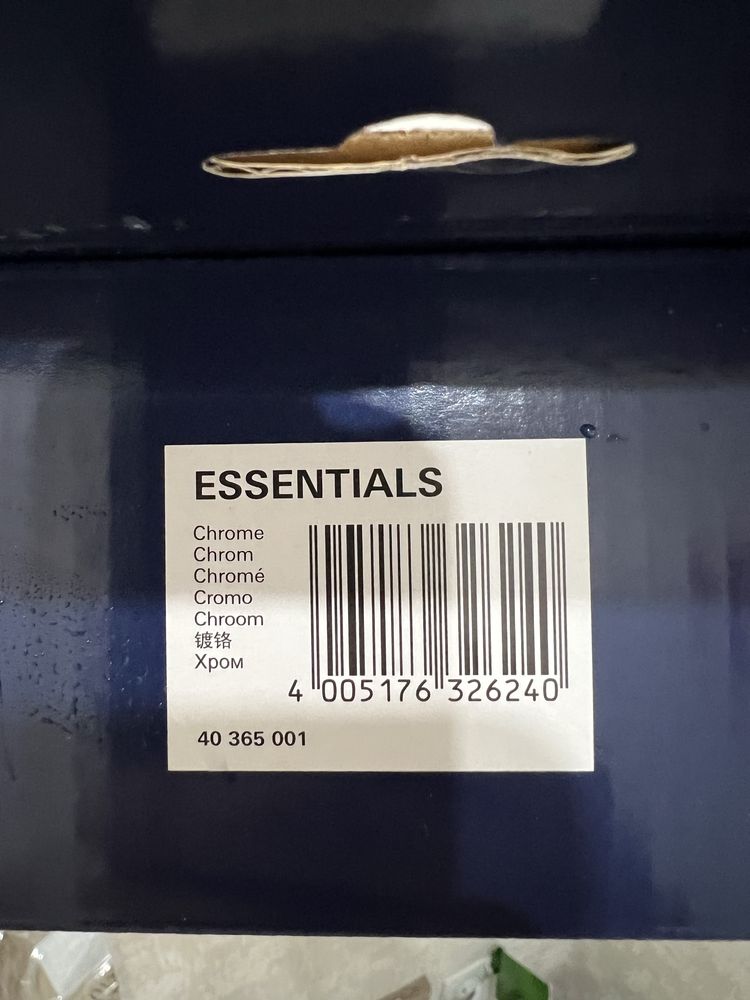 ESSENTIALS
Chrome
Chrom
Chromé
Cromo
Chroom
镀铬
Хром
4 005176 326240
40 365 001